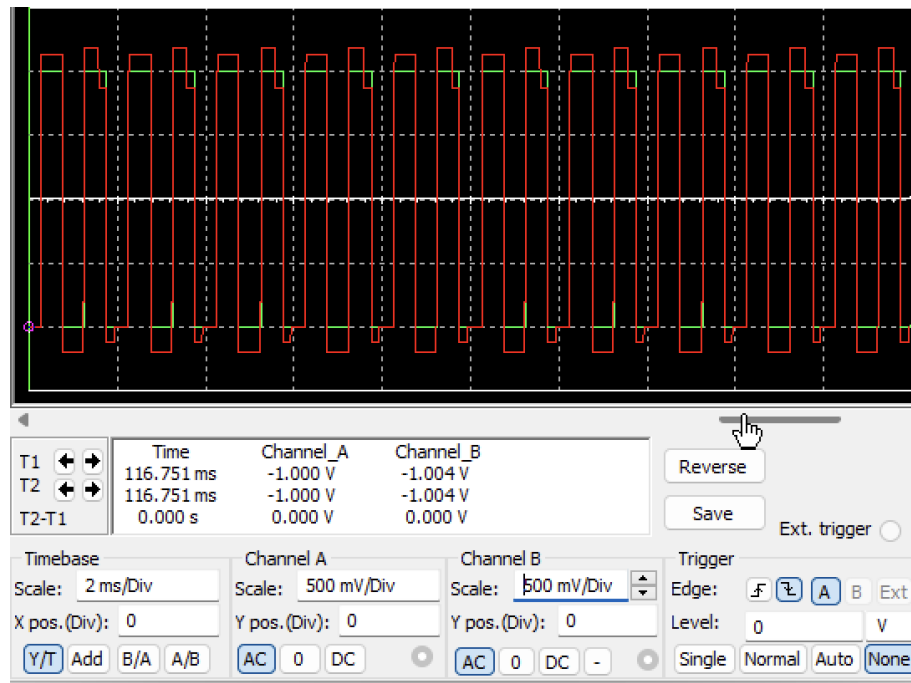 Time Channel_A Channel_B
T1 116.751 ms -1.000 V -1.004 V
T2 116.751 ms -1.000 V -1.004 V
T2-T1 0.000 s 0.000 V 0.000 V
Reverse
Save
Ext. trigger
Timebase
Scale: 2 ms/Div
X pos.(Div): 0
Y/T Add B/A A/B
Channel A
Scale: 500 mV/Div
Y pos.(Div): 0
AC 0 DC
Channel B
Scale: 500 mV/Div
Y pos.(Div): 0
AC 0 DC -
Trigger
Edge: A B Ext
Level: 0 V
Single Normal Auto None